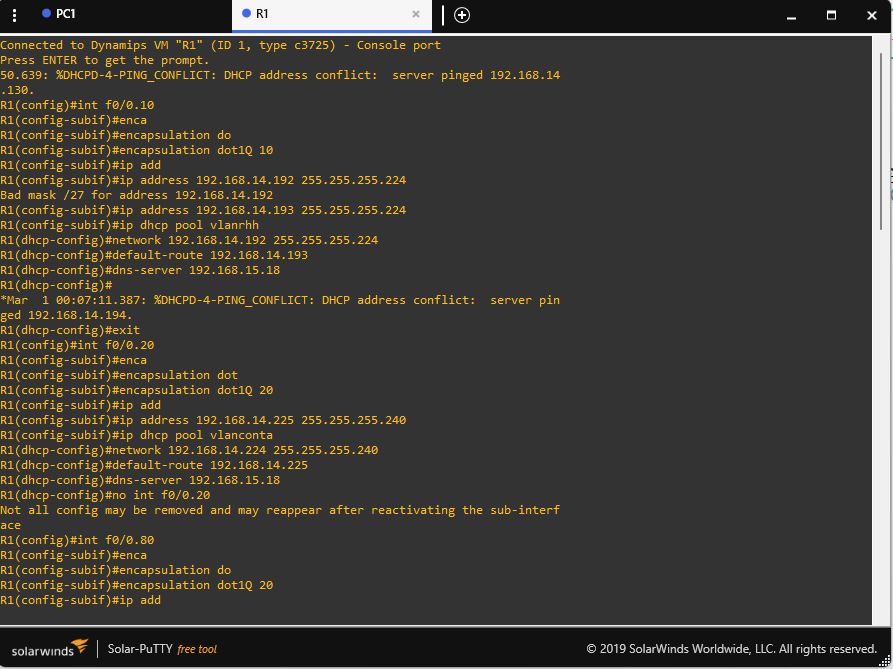 PC1
R1
Connected to Dynamips VM "R1" (ID 1, type c3725) - Console port
Press ENTER to get the prompt.
50.639: %DHCPD-4-PING_CONFLICT: DHCP address conflict:  server pinged 192.168.14
.130.
R1(config)#int f0/0.10
R1(config-subif)#enca
R1(config-subif)#encapsulation do
R1(config-subif)#encapsulation dot1Q 10
R1(config-subif)#ip add
R1(config-subif)#ip address 192.168.14.192 255.255.255.224
Bad mask /27 for address 192.168.14.192
R1(config-subif)#ip address 192.168.14.193 255.255.255.224
R1(config-subif)#ip dhcp pool vlanrhh
R1(dhcp-config)#network 192.168.14.192 255.255.255.224
R1(dhcp-config)#default-route 192.168.14.193
R1(dhcp-config)#dns-server 192.168.15.18
R1(dhcp-config)#
*Mar  1 00:07:11.387: %DHCPD-4-PING_CONFLICT: DHCP address conflict:  server pin
ged 192.168.14.194.
R1(dhcp-config)#exit
R1(config)#int f0/0.20
R1(config-subif)#enca
R1(config-subif)#encapsulation dot
R1(config-subif)#encapsulation dot1Q 20
R1(config-subif)#ip add
R1(config-subif)#ip address 192.168.14.225 255.255.255.240
R1(config-subif)#ip dhcp pool vlanconta
R1(dhcp-config)#network 192.168.14.224 255.255.255.240
R1(dhcp-config)#default-route 192.168.14.225
R1(dhcp-config)#dns-server 192.168.15.18
R1(dhcp-config)#no int f0/0.20
Not all config may be removed and may reappear after reactivating the sub-interf
ace
R1(config)#int f0/0.80
R1(config-subif)#enca
R1(config-subif)#encapsulation do
R1(config-subif)#encapsulation dot1Q 20
R1(config-subif)#ip add
solarwinds
Solar-PuTTY free tool
© 2019 SolarWinds Worldwide, LLC. All rights reserved.